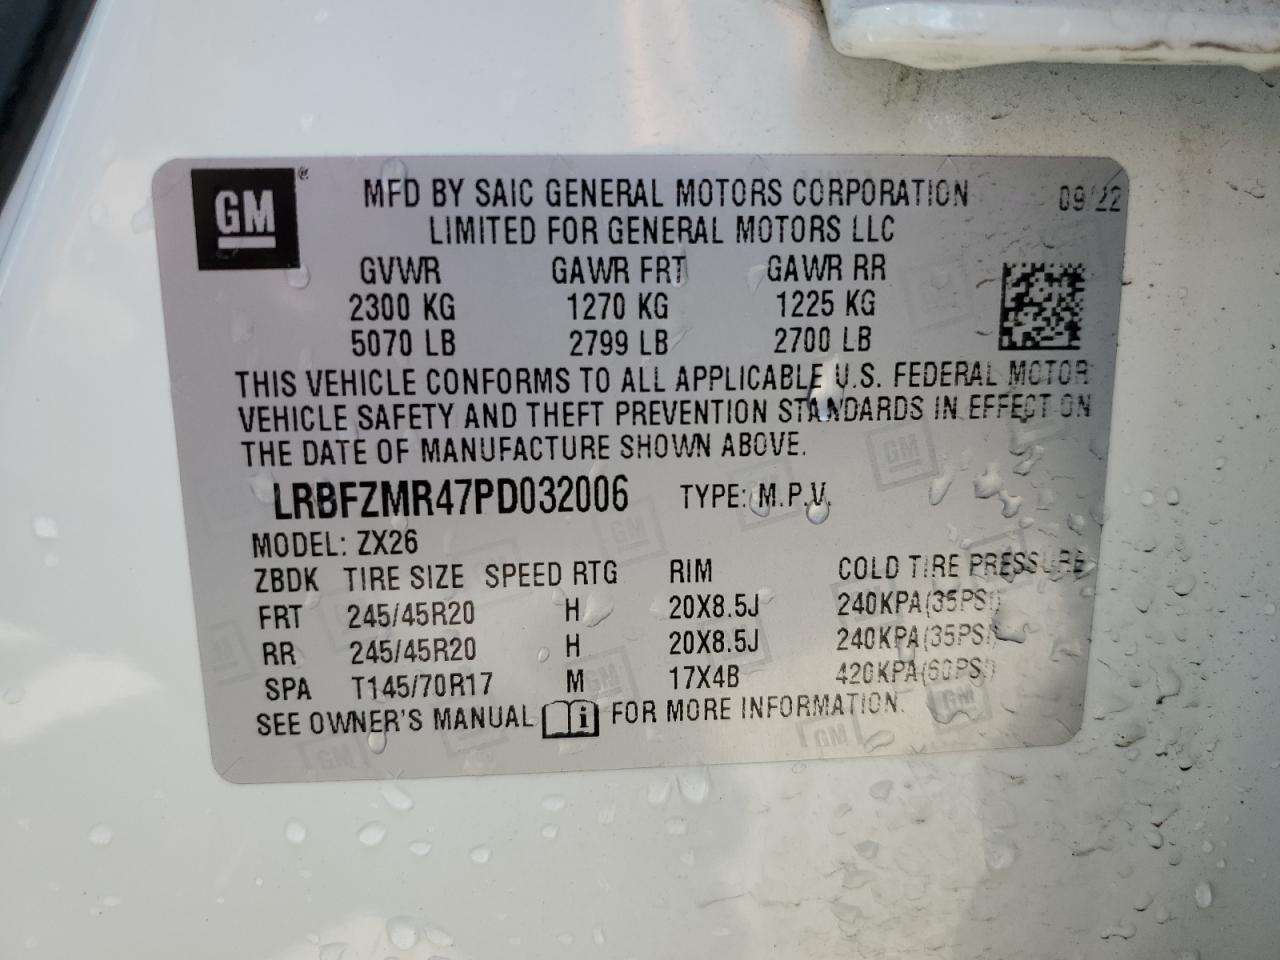 GM® MFD BY SAIC GENERAL MOTORS CORPORATION 09/22
LIMITED FOR GENERAL MOTORS LLC
GVWR GAWR FRT GAWR RR
2300 KG 1270 KG 1225 KG
5070 LB 2799 LB 2700 LB
THIS VEHICLE CONFORMS TO ALL APPLICABLE U.S. FEDERAL MOTOR
VEHICLE SAFETY AND THEFT PREVENTION STANDARDS IN EFFECT ON
THE DATE OF MANUFACTURE SHOWN ABOVE.
LRBFZMR47PD032006 TYPE: M.P.V.
MODEL: ZX26
ZBDK TIRE SIZE SPEED RTG RIM COLD TIRE PRESSURE
FRT 245/45R20 H 20X8.5J 240KPA(35PSI)
RR 245/45R20 H 20X8.5J 240KPA(35PSI)
SPA T145/70R17 M 17X4B 420KPA(60PSI)
SEE OWNER'S MANUAL i FOR MORE INFORMATION.